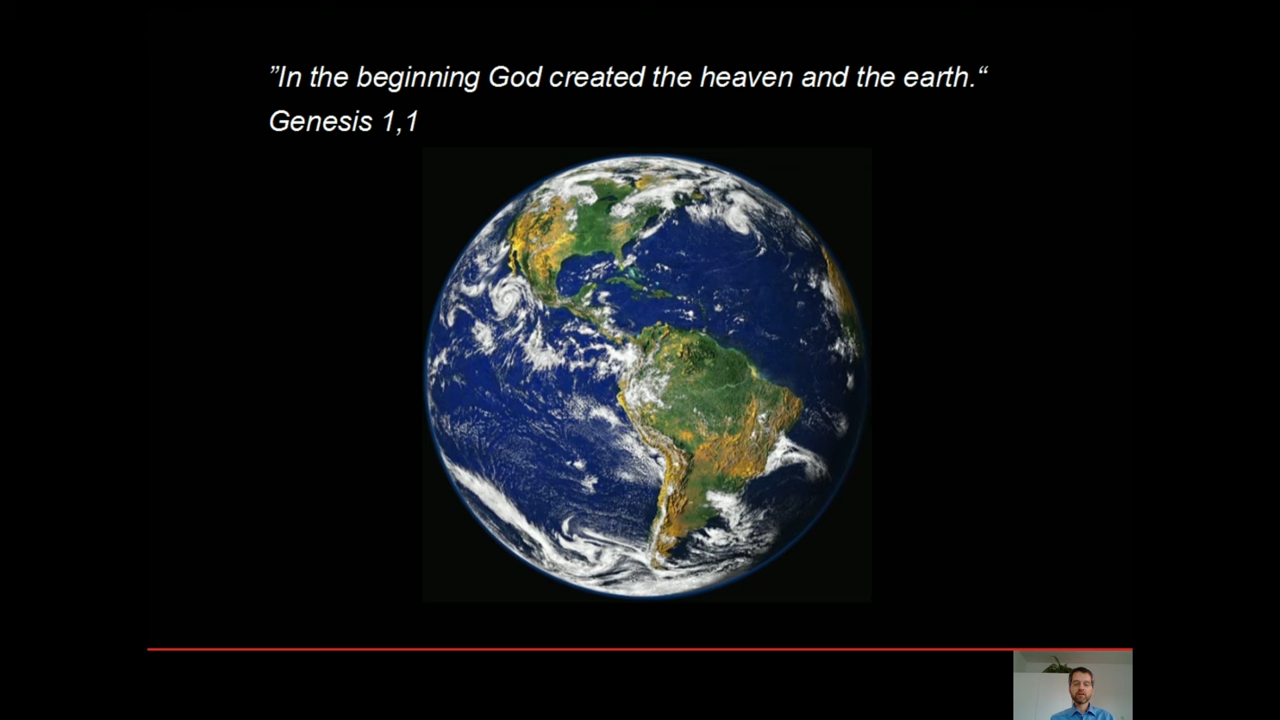 ”In the beginning God created the heaven and the earth.“
Genesis 1,1